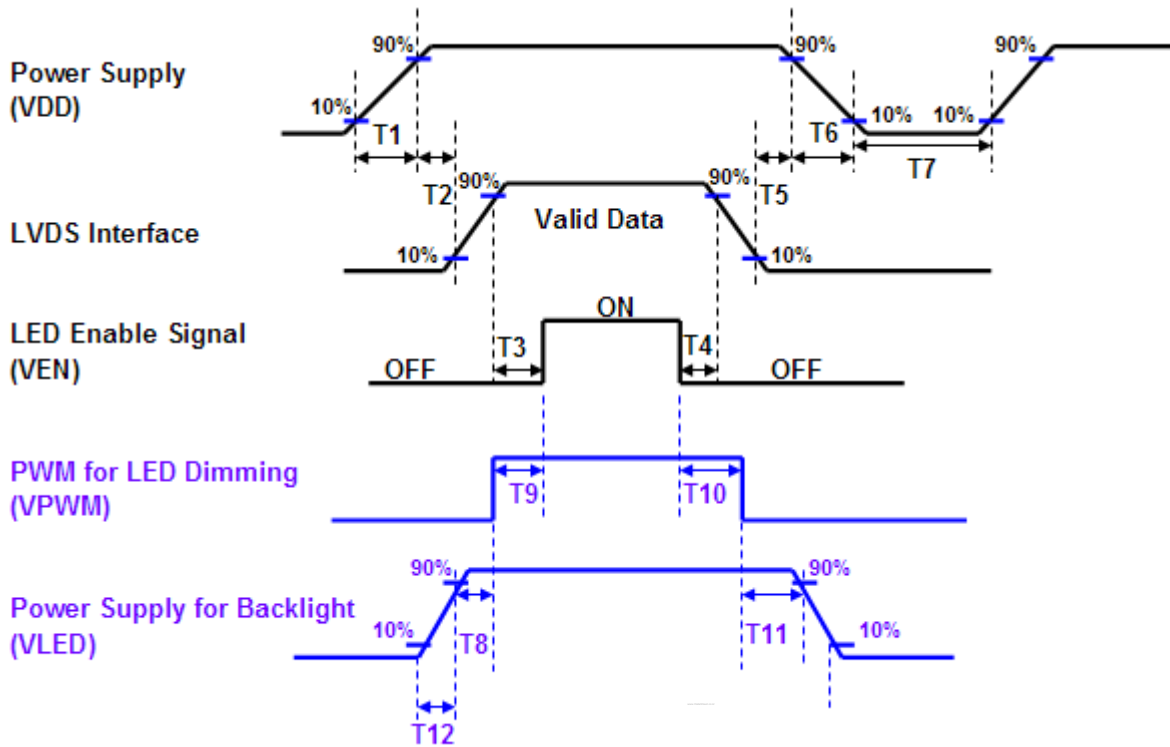 Power Supply
(VDD)
90%
90%
90%
10%
10%
10%
T1
T6
T7
T2
T5
LVDS Interface
90%
90%
Valid Data
10%
10%
LED Enable Signal
(VEN)
ON
T3
T4
OFF
OFF
PWM for LED Dimming
(VPWM)
T9
T10
Power Supply for Backlight
(VLED)
90%
90%
10%
10%
T8
T11
T12